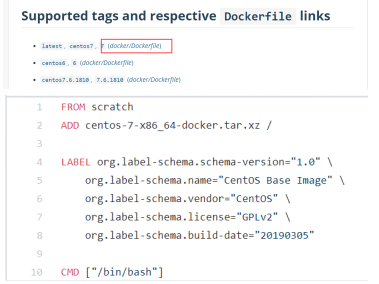 Supported tags and respective Dockerfile links
latest, centos7, 7 (docker/Dockerfile)
centos6, 6 (docker/Dockerfile)
centos7.6.1810, 7.6.1810 (docker/Dockerfile)
1 FROM scratch
2 ADD centos-7-x86_64-docker.tar.xz /
3
4 LABEL org.label-schema.schema-version="1.0" \
5 org.label-schema.name="CentOS Base Image" \
6 org.label-schema.vendor="CentOS" \
7 org.label-schema.license="GPLv2" \
8 org.label-schema.build-date="20190305"
9
10 CMD ["/bin/bash"]